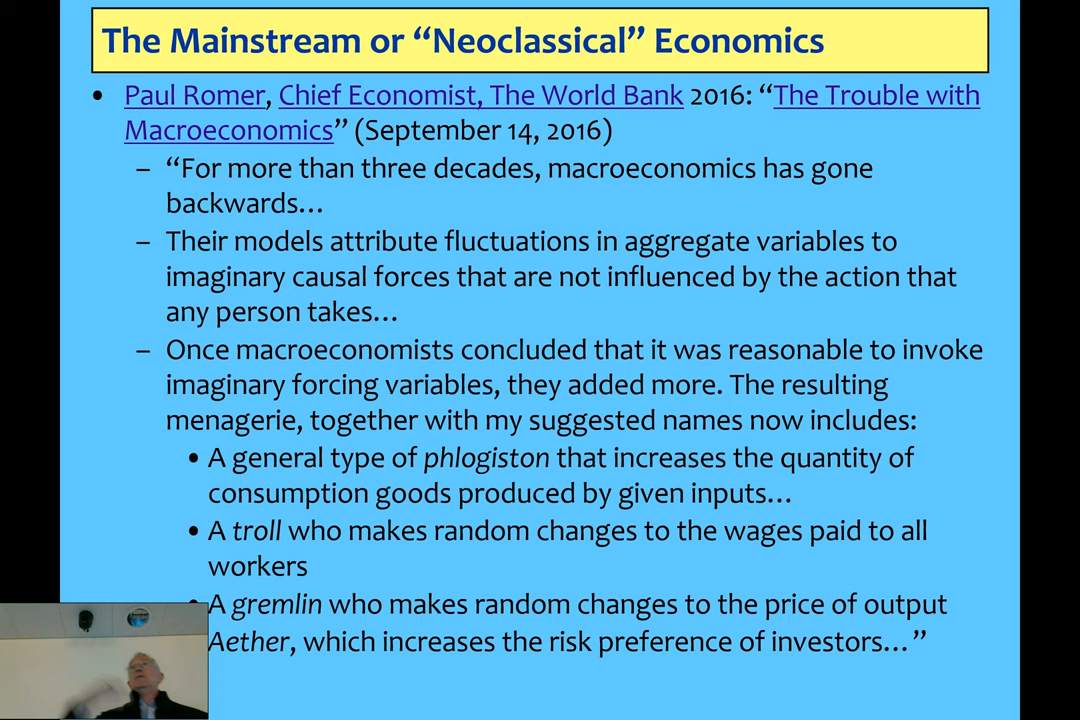 The Mainstream or “Neoclassical” Economics
• Paul Romer, Chief Economist, The World Bank 2016: “The Trouble with
Macroeconomics” (September 14, 2016)
– “For more than three decades, macroeconomics has gone
backwards…
– Their models attribute fluctuations in aggregate variables to
imaginary causal forces that are not influenced by the action that
any person takes…
– Once macroeconomists concluded that it was reasonable to invoke
imaginary forcing variables, they added more. The resulting
menagerie, together with my suggested names now includes:
• A general type of phlogiston that increases the quantity of
consumption goods produced by given inputs…
• A troll who makes random changes to the wages paid to all
workers
• A gremlin who makes random changes to the price of output
Aether, which increases the risk preference of investors…”